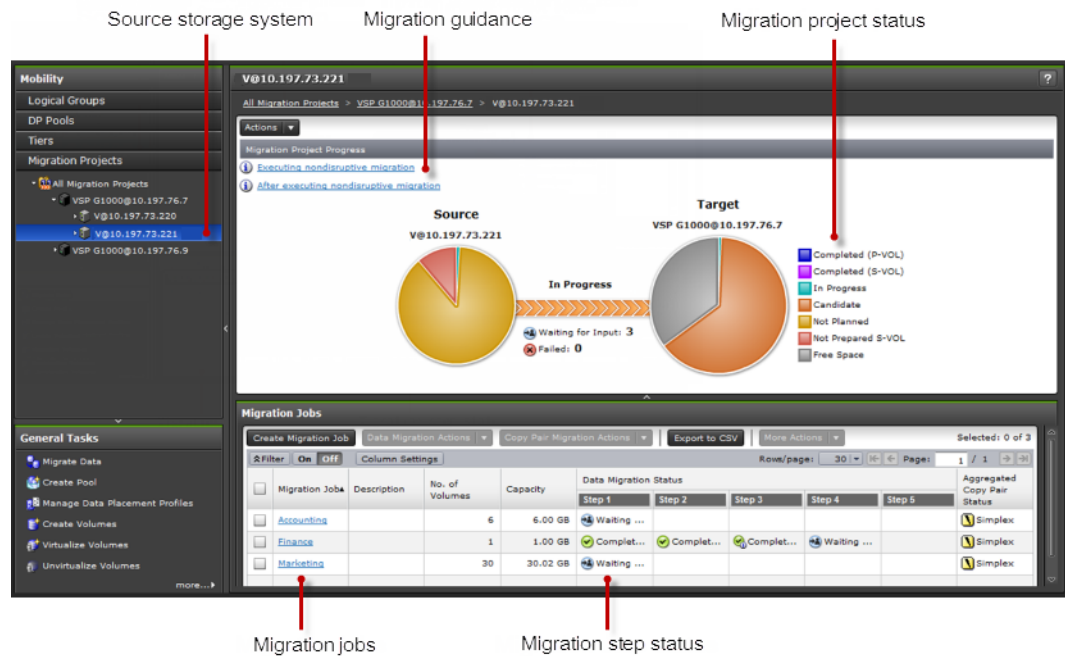 Source storage system
Migration guidance
Migration project status
Mobility
Logical Groups
DP Pools
Tiers
Migration Projects
All Migration Projects
VSP G1000@10.197.76.7
V@10.197.73.220
V@10.197.73.221
VSP G1000@10.197.76.9
General Tasks
Migrate Data
Create Pool
Manage Data Placement Profiles
Create Volumes
Virtualize Volumes
Unvirtualize Volumes
more...
V@10.197.73.221
?
All Migration Projects > VSP G1000@10.197.76.7 > V@10.197.73.221
Actions
Migration Project Progress
Executing nondisruptive migration
After executing nondisruptive migration
Source
V@10.197.73.221
In Progress
Waiting for Input: 3
Failed: 0
Target
VSP G1000@10.197.76.7
Completed (P-VOL)
Completed (S-VOL)
In Progress
Candidate
Not Planned
Not Prepared S-VOL
Free Space
Migration Jobs
Create Migration Job Data Migration Actions Copy Pair Migration Actions Export to CSV More Actions Selected: 0 of 3
Filter On Off Column Settings Rows/page: 30 Page: 1 / 1
Migration Job Description No. of Volumes Capacity Data Migration Status Aggregated Copy Pair Status
Step 1 Step 2 Step 3 Step 4 Step 5
Accounting 6 6.00 GB Waiting ... Simplex
Finance 1 1.00 GB Complet... Complet... Complet... Waiting ... Simplex
Marketing 30 30.02 GB Waiting ... Simplex
Migration jobs
Migration step status